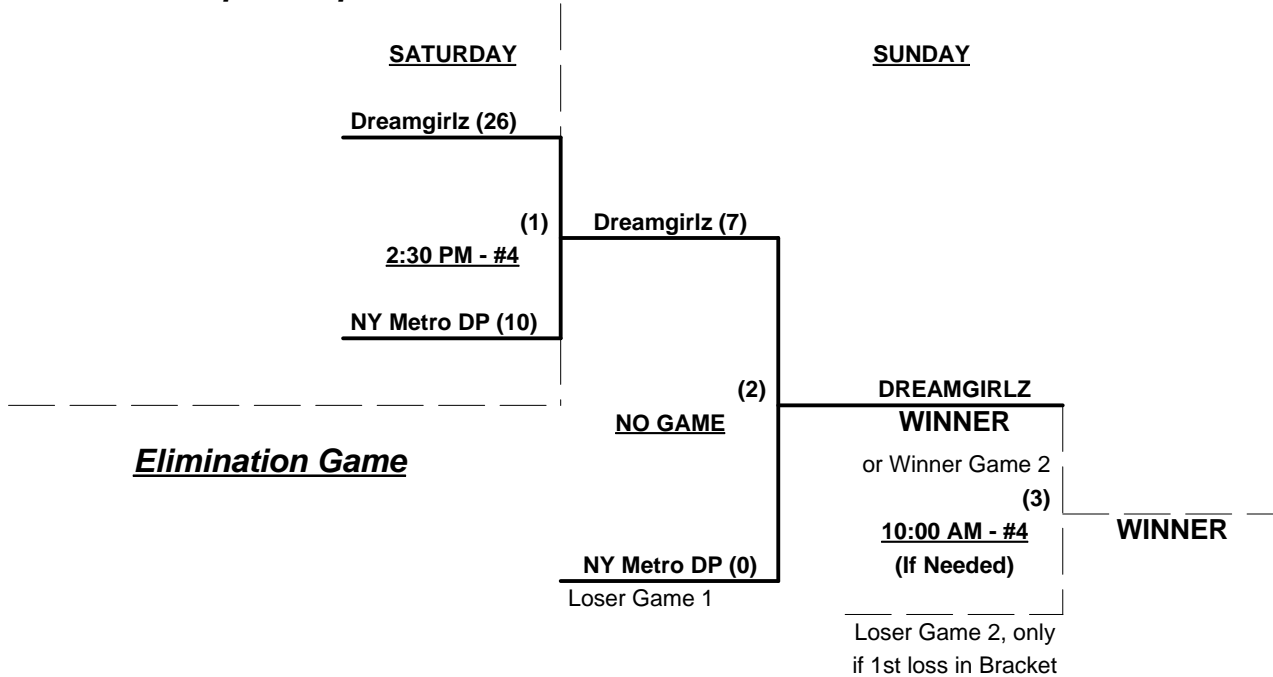 SATURDAY
SUNDAY
Dreamgirlz (26)
(1)
Dreamgirlz (7)
2:30 PM - #4
NY Metro DP (10)
(2)
DREAMGIRLZ
NO GAME
WINNER
Elimination Game
or Winner Game 2
(3)
10:00 AM - #4
WINNER
NY Metro DP (0)
(If Needed)
Loser Game 1
Loser Game 2, only
if 1st loss in Bracket